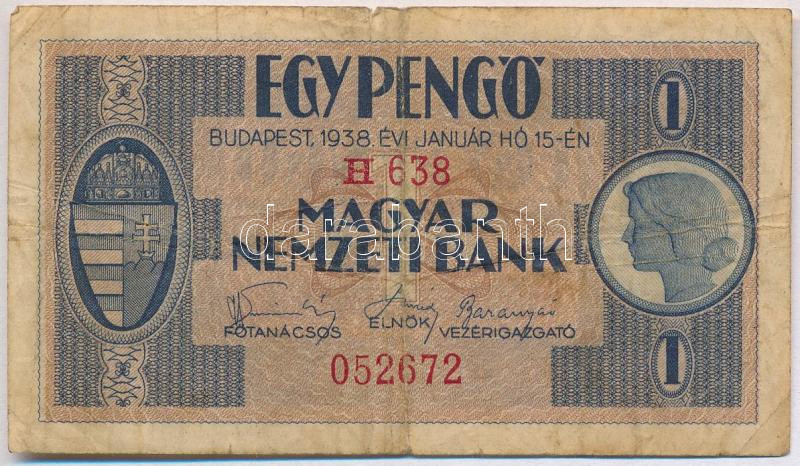 EGY PENGŐ
1
BUDAPEST, 1938. ÉVI JANUÁR HÓ 15-ÉN
H 638
MAGYAR
NEMZETI BANK
darabanth
Baranyai
FŐTANÁCSOS ELNÖK VEZÉRIGAZGATÓ
052672
1